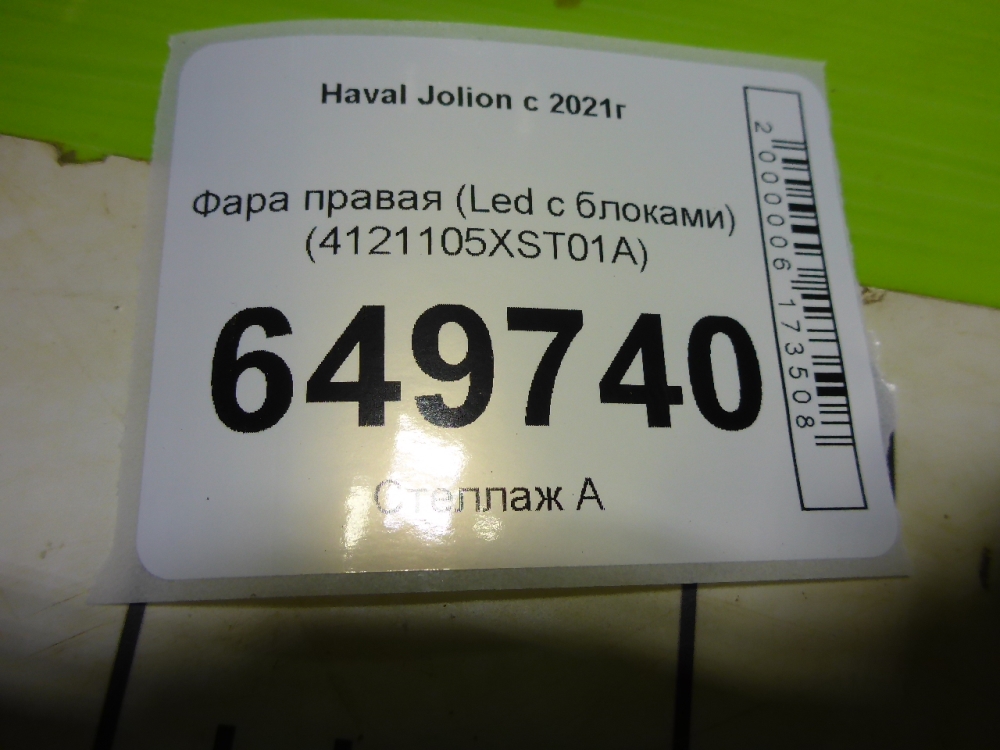 Haval Jolion с 2021г
Фара правая (Led с блоками)
(4121105XST01A)
649740
Стеллаж А
2000006173508